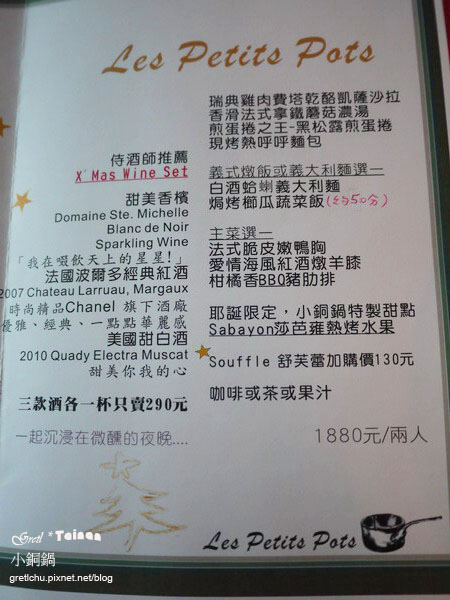 Les Petits Pots
侍酒師推薦
X'Mas Wine Set
甜美香檳
Domaine Ste. Michelle
Blanc de Noir
Sparkling Wine
「我在啜飲天上的星星!」
法國波爾多經典紅酒
2007 Chateau Larruau, Margaux
時尚精品Chanel 旗下酒廠
優雅、經典、一點點華麗感
美國甜白酒
2010 Quady Electra Muscat
甜美你我的心
三款酒各一杯只賣290元
一起沉浸在微醺的夜晚....
瑞典雞肉費塔乾酪凱薩沙拉
香滑法式拿鐵蘑菇濃湯
煎蛋捲之王-黑松露煎蛋捲
現烤熱呼呼麵包
義式燉飯或義大利麵選一
白酒蛤蜊義大利麵
焗烤櫛瓜蔬菜飯(約50分)
主菜選一
法式脆皮嫩鴨胸
愛情海風紅酒燉羊膝
柑橘香BBQ豬肋排
耶誕限定,小銅鍋特製甜點
Sabayon莎芭雍熱烤水果
Souffle 舒芙蕾加購價130元
咖啡或茶或果汁
1880元/兩人
Les Petits Pots
Gretl * Tainan
小銅鍋
gretlchu.pixnet.net/blog